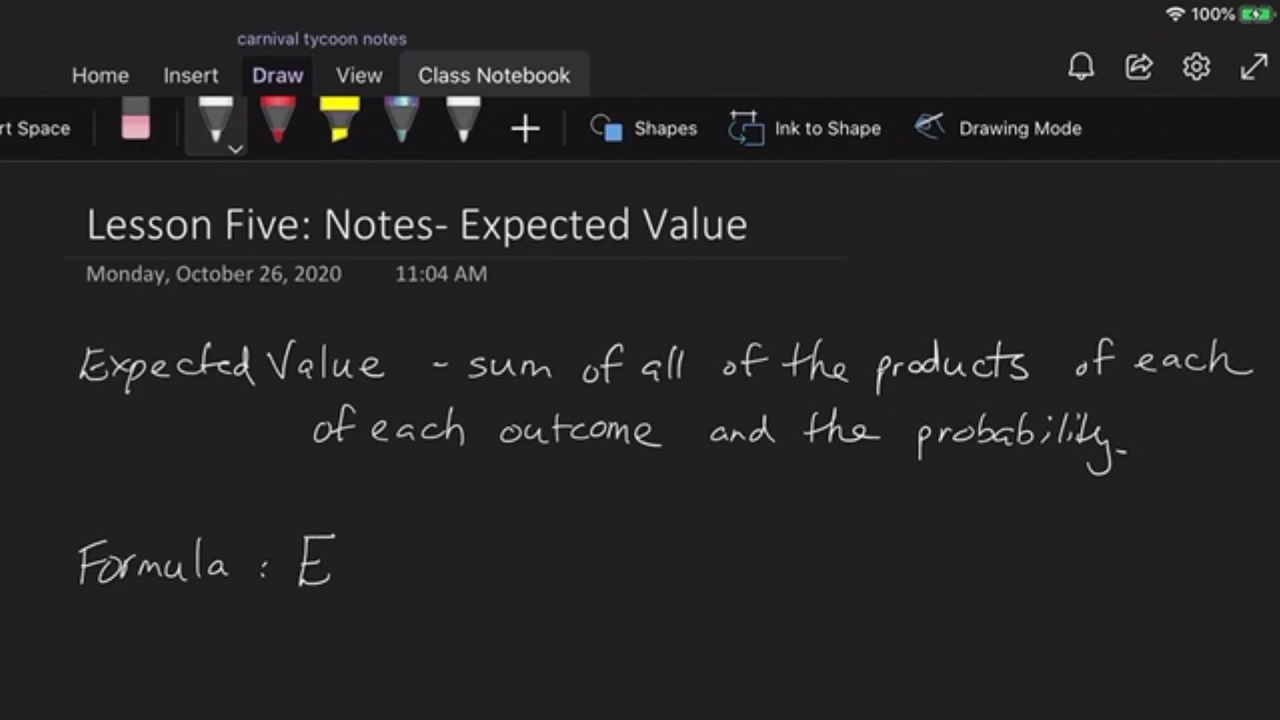 100%
carnival tycoon notes
Home Insert Draw View Class Notebook
rt Space Shapes Ink to Shape Drawing Mode
Lesson Five: Notes- Expected Value
Monday, October 26, 2020 11:04 AM
Expected Value - sum of all of the products of each
of each outcome and the probability.
Formula : E